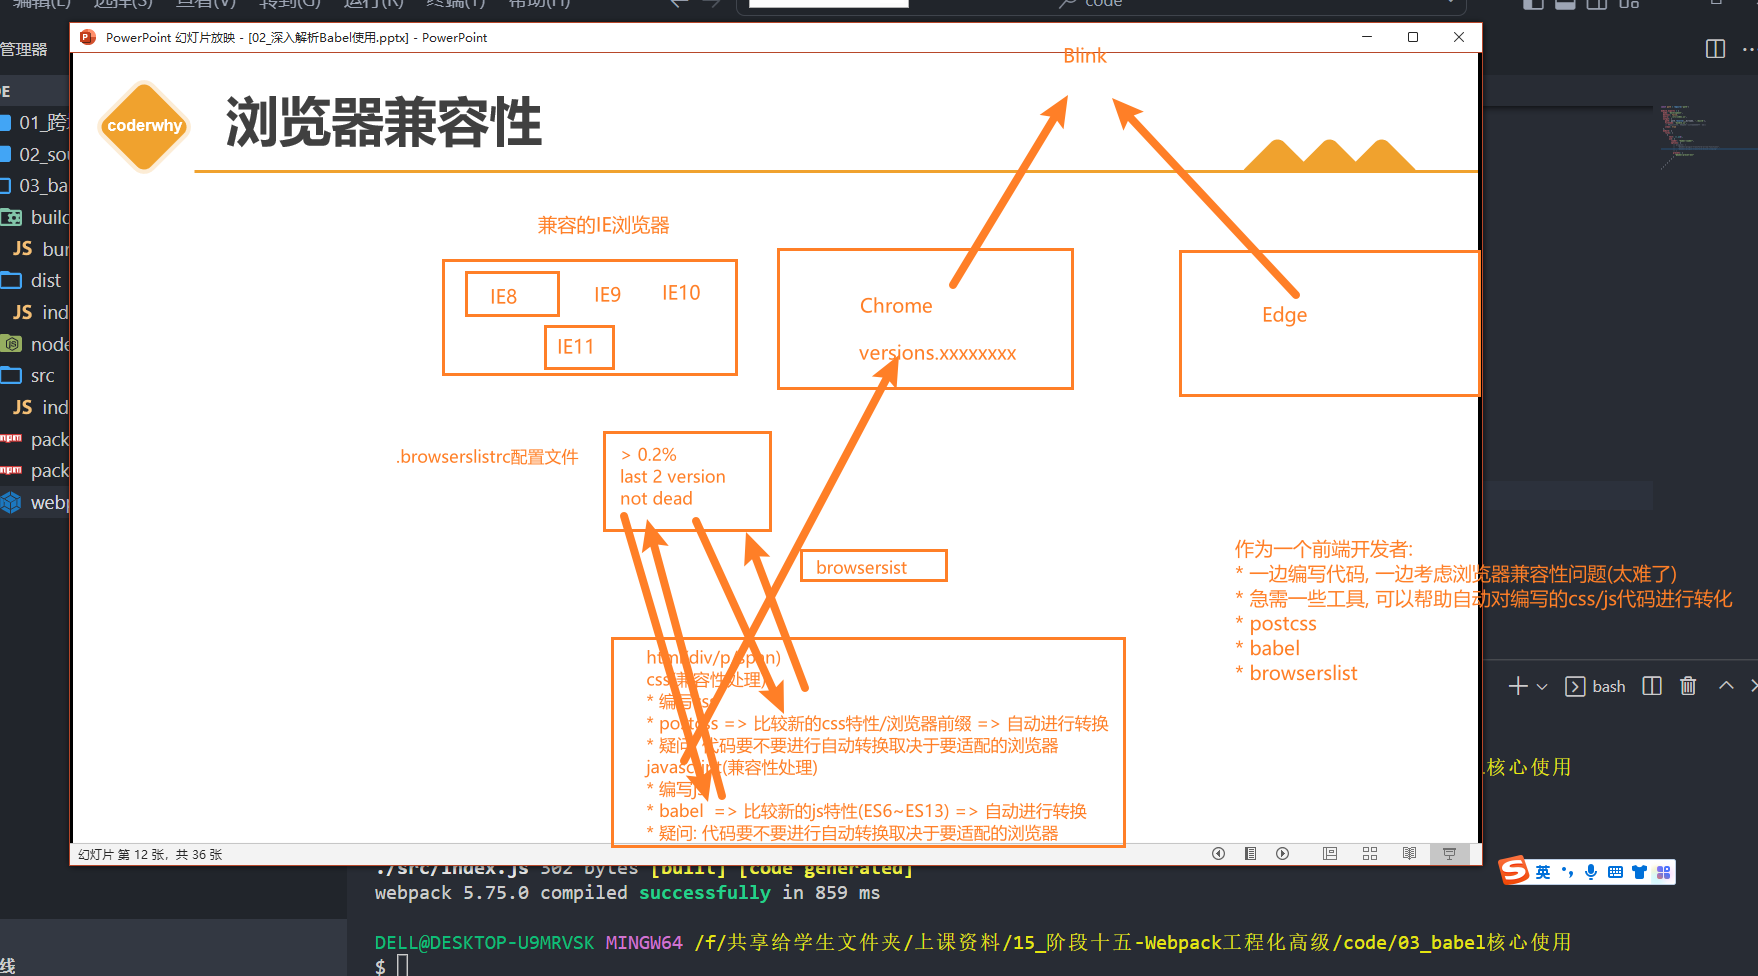 编辑(E) 选择(S) 查看(V) 转到(G) 运行(R) 终端(T) 帮助(H)
code
管理器
PowerPoint 幻灯片放映 - [02_深入解析Babel使用.pptx] - PowerPoint
Blink
coderwhy
浏览器兼容性
兼容的IE浏览器
IE8
IE9
IE10
IE11
Chrome
versions.xxxxxxxx
Edge
.browserslistrc配置文件
> 0.2%
last 2 version
not dead
browsersist
作为一个前端开发者:
* 一边编写代码, 一边考虑浏览器兼容性问题(太难了)
* 急需一些工具, 可以帮助自动对编写的css/js代码进行转化
* postcss
* babel
* browserslist
html(div/p/span)
css(兼容性处理)
* 编写css
* postcss => 比较新的css特性/浏览器前缀 => 自动进行转换
* 疑问: 代码要不要进行自动转换取决于要适配的浏览器
javascript(兼容性处理)
* 编写js
* babel => 比较新的js特性(ES6~ES13) => 自动进行转换
* 疑问: 代码要不要进行自动转换取决于要适配的浏览器
幻灯片 第 12 张，共 36 张
DE
01_跨
02_sou
03_ba
build
JS bun
dist
JS ind
node
src
JS ind
npm pack
npm pack
webp
bash
核心使用
./src/index.js 302 bytes [built] [code generated]
webpack 5.75.0 compiled successfully in 859 ms
DELL@DESKTOP-U9MRVSK MINGW64 /f/共享给学生文件夹/上课资料/15_阶段十五-Webpack工程化高级/code/03_babel核心使用
$
线
英